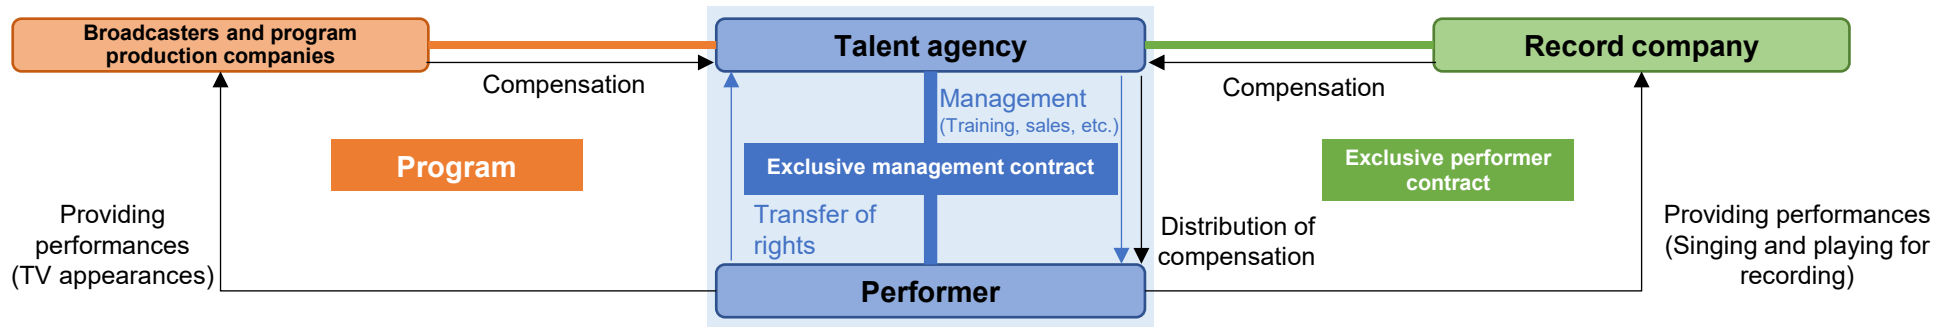 Broadcasters and program
production companies
Talent agency
Record company
Compensation
Management
(Training, sales, etc.)
Compensation
Program
Exclusive management contract
Exclusive performer
contract
Providing
performances
(TV appearances)
Transfer of
rights
Distribution of
compensation
Providing performances
(Singing and playing for
recording)
Performer